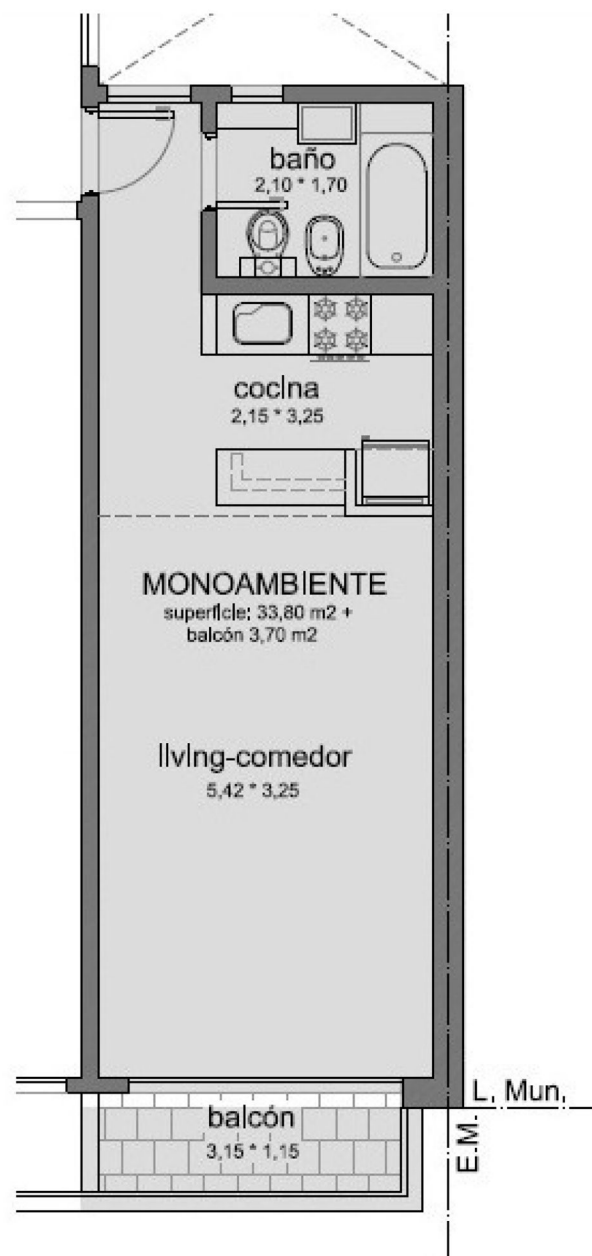 baño
2,10 * 1,70
cocina
2,15 * 3,25
MONOAMBIENTE
superficie: 33,80 m2 +
balcón 3,70 m2
living-comedor
5,42 * 3,25
L. Mun.
balcón
3,15 * 1,15
E.M.